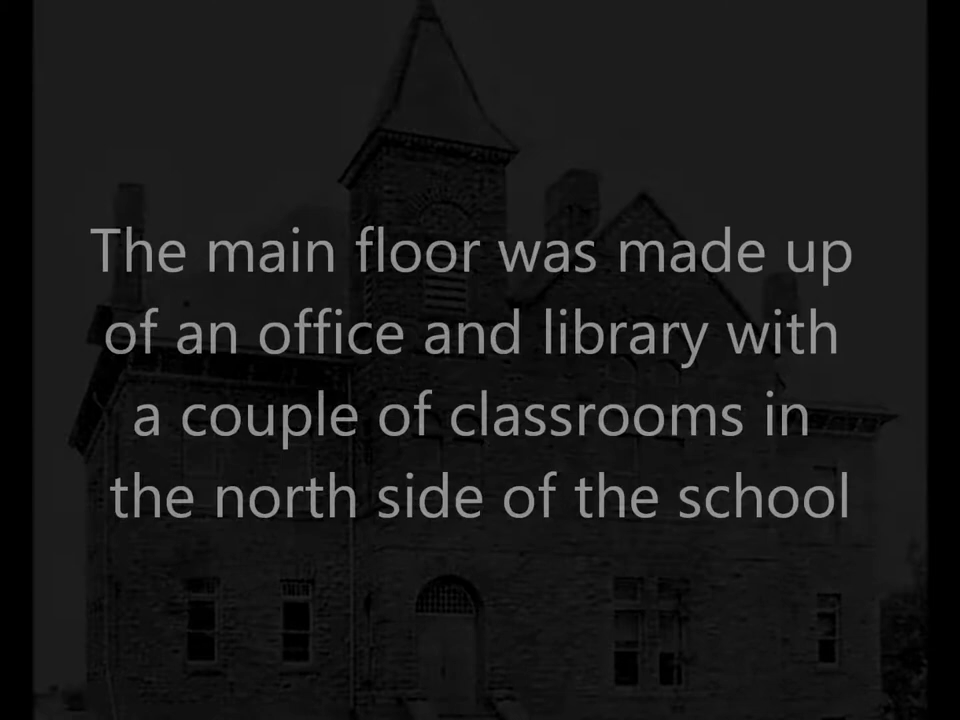 The main floor was made up
of an office and library with
a couple of classrooms in
the north side of the school